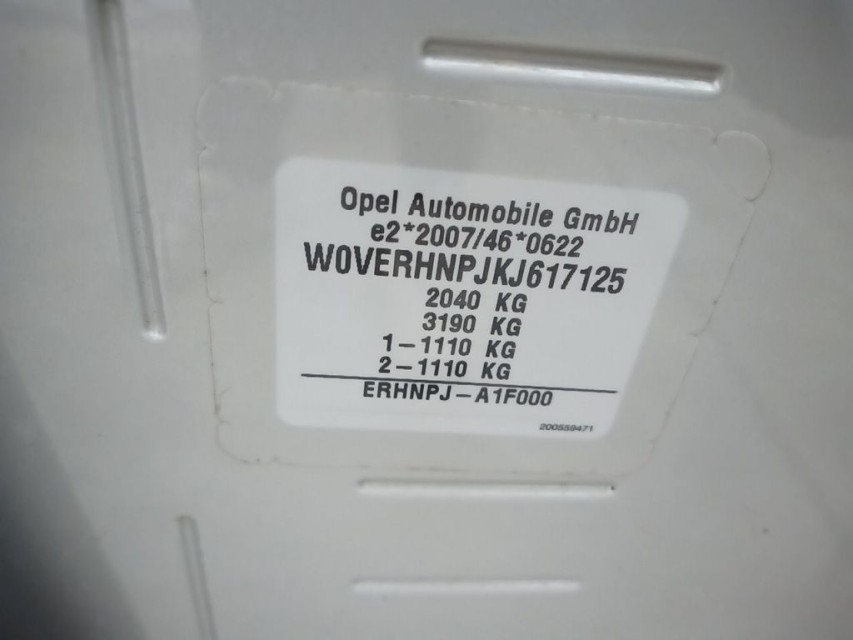 Opel Automobile GmbH
e2*2007/46*0622
W0VERHNPJKJ617125
2040 KG
3190 KG
1-1110 KG
2-1110 KG
ERHNPJ-A1F000
200559471